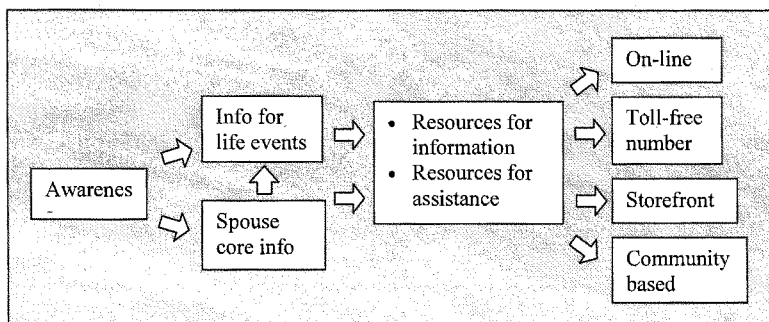 Awarenes
Info for
life events
Spouse
core info
• Resources for
information
• Resources for
assistance
On-line
Toll-free
number
Storefront
Community
based